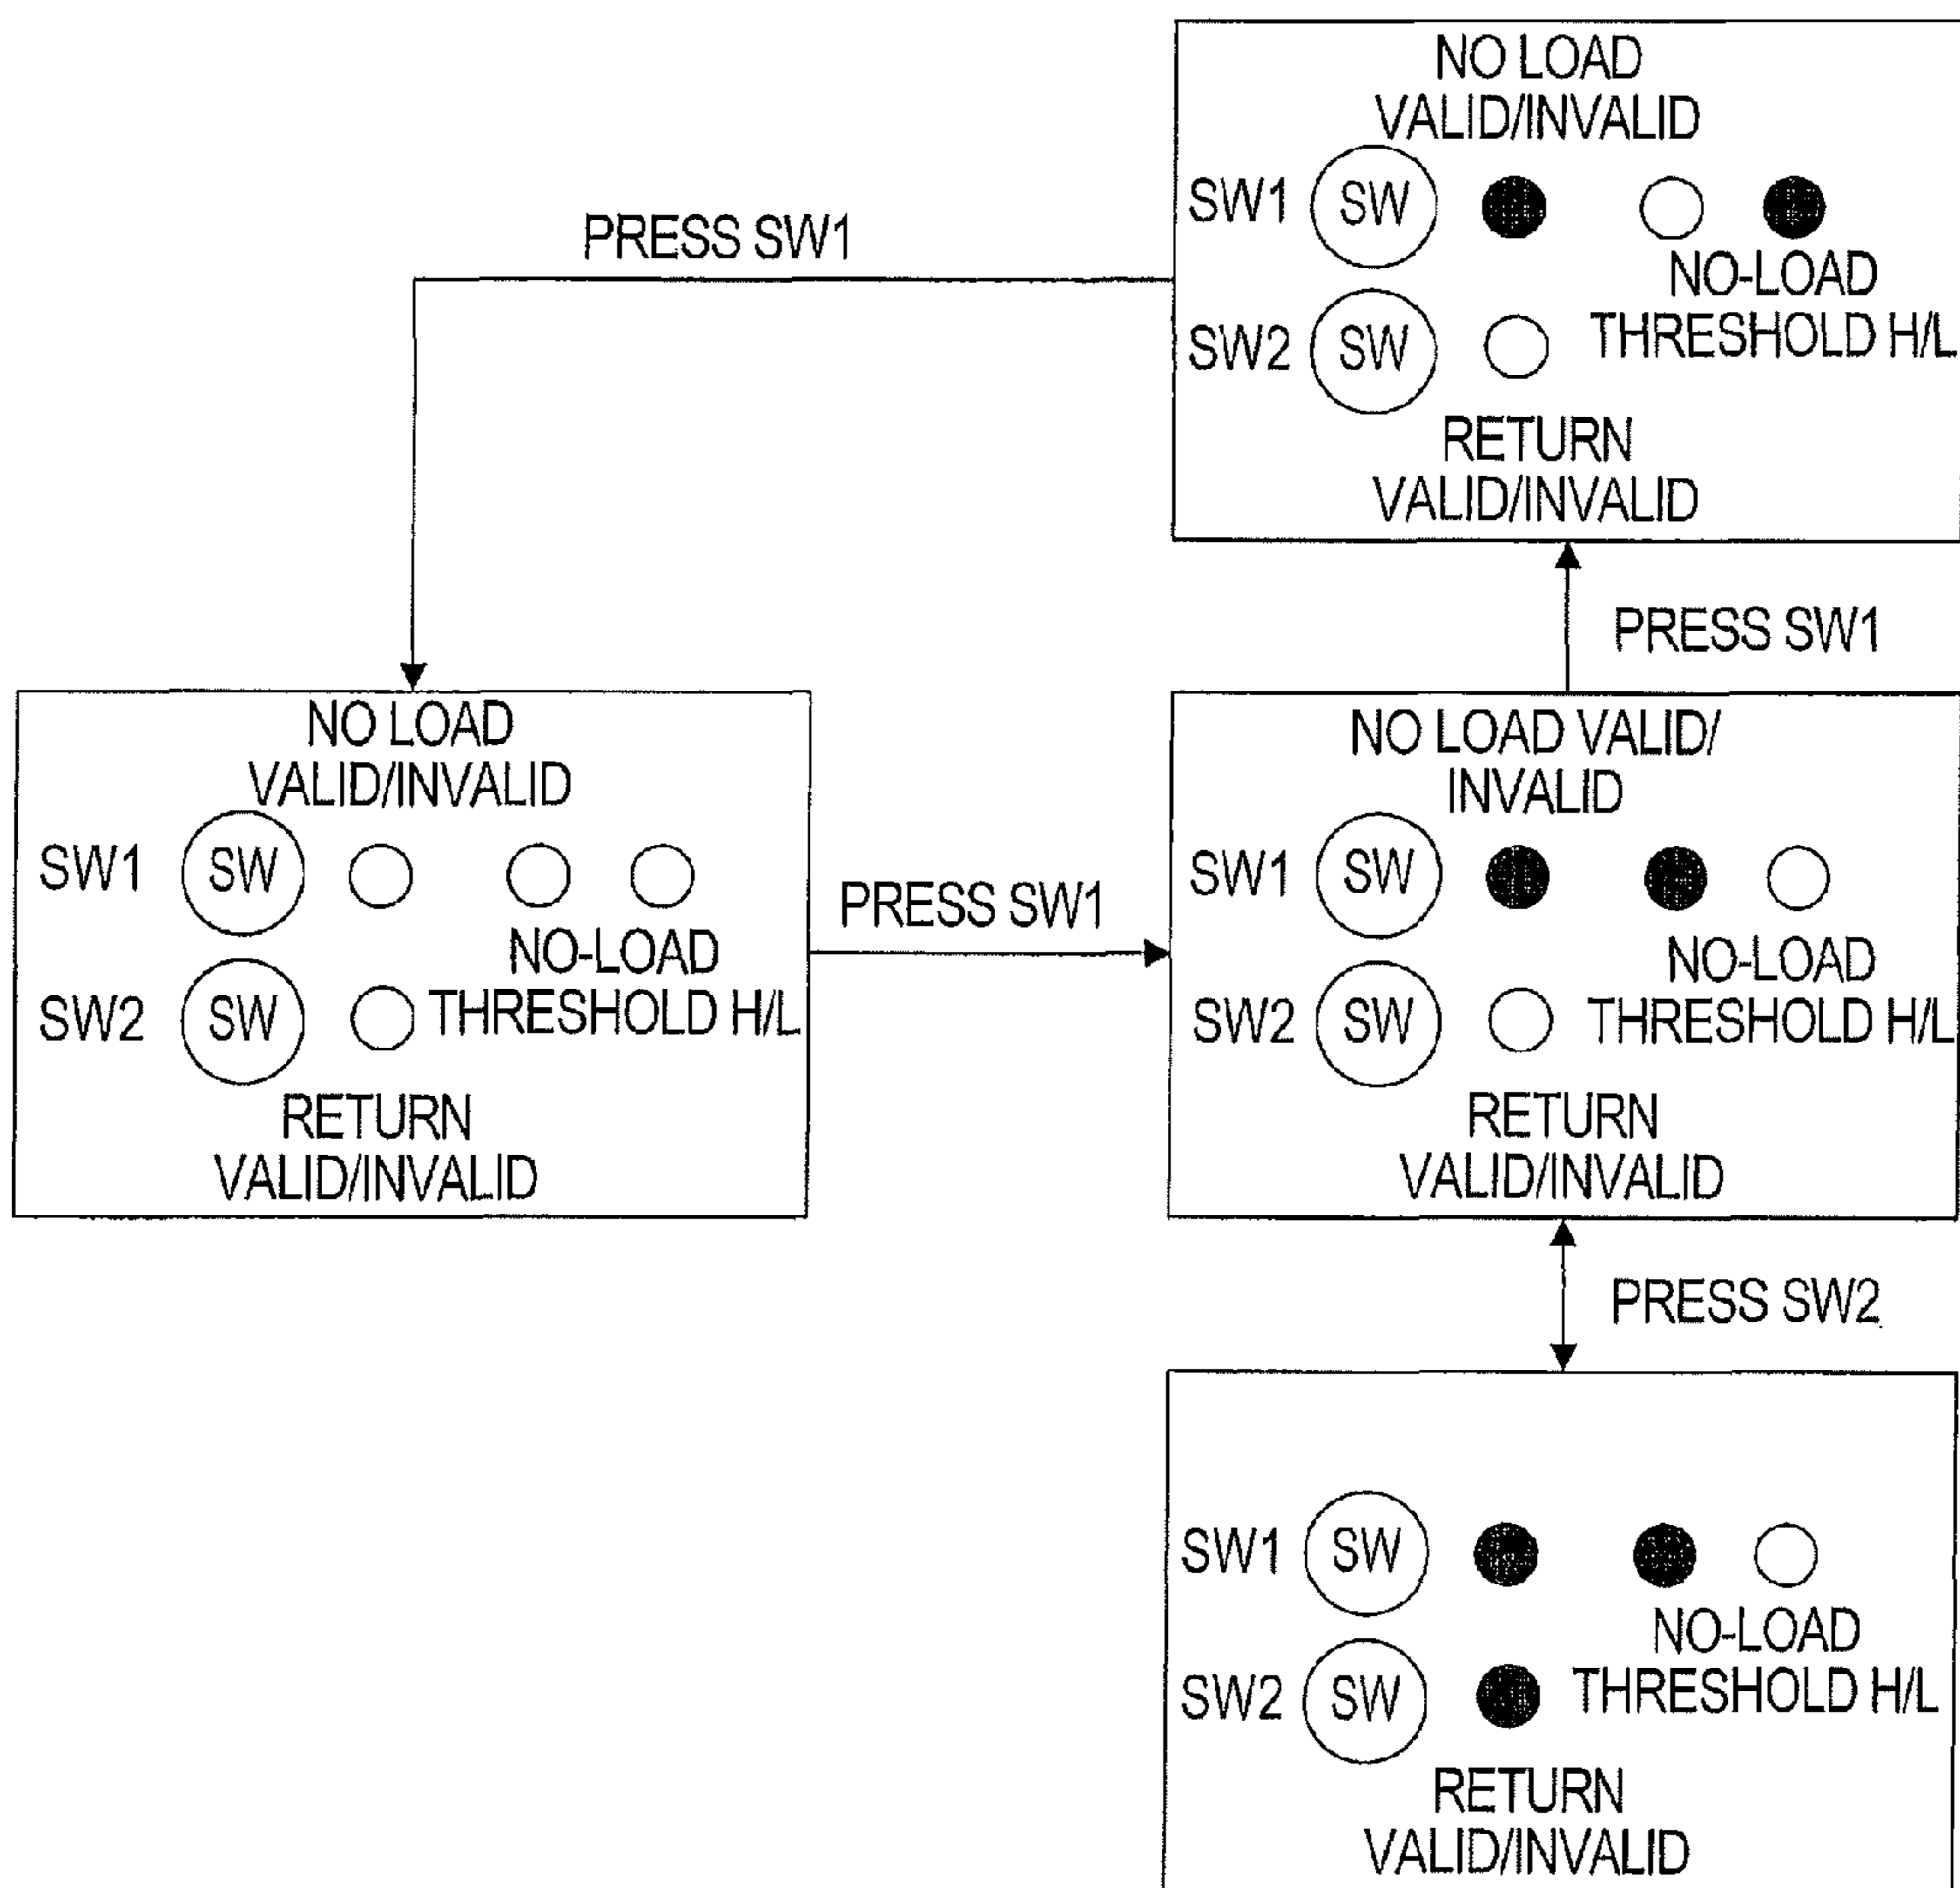 NO LOAD
VALID/INVALID
SW1 SW
NO-LOAD
SW2 SW THRESHOLD H/L
RETURN
VALID/INVALID
PRESS SW1
PRESS SW1
NO LOAD
VALID/INVALID
SW1 SW
NO-LOAD
SW2 SW THRESHOLD H/L
RETURN
VALID/INVALID
PRESS SW1
NO LOAD VALID/
INVALID
SW1 SW
NO-LOAD
SW2 SW THRESHOLD H/L
RETURN
VALID/INVALID
PRESS SW2
SW1 SW
NO-LOAD
SW2 SW THRESHOLD H/L
RETURN
VALID/INVALID